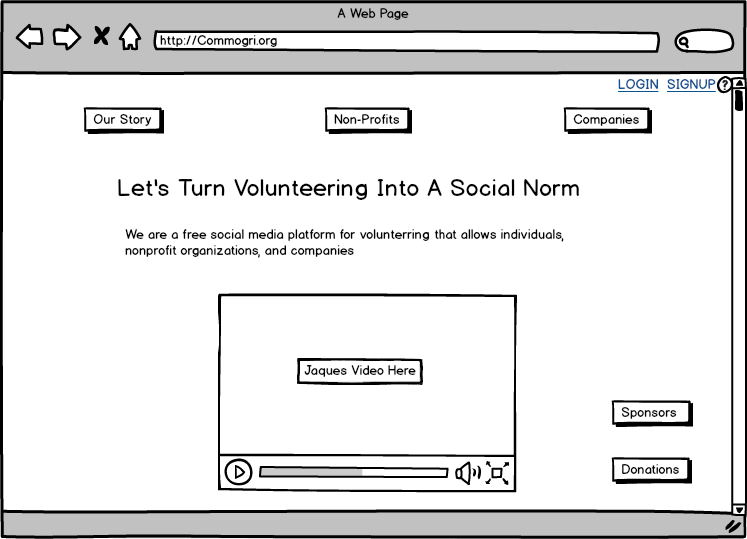 A Web Page
http://Commogri.org
LOGIN SIGNUP ?
Our Story
Non-Profits
Companies
Let's Turn Volunteering Into A Social Norm
We are a free social media platform for volunterring that allows individuals,
nonprofit organizations, and companies
Jaques Video Here
Sponsors
Donations